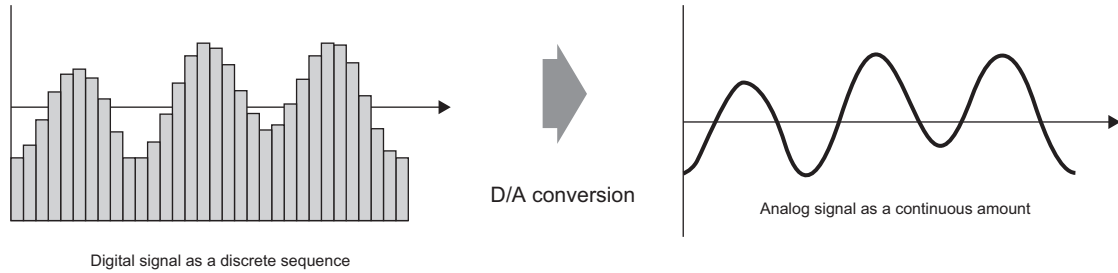 D/A conversion
Analog signal as a continuous amount
Digital signal as a discrete sequence